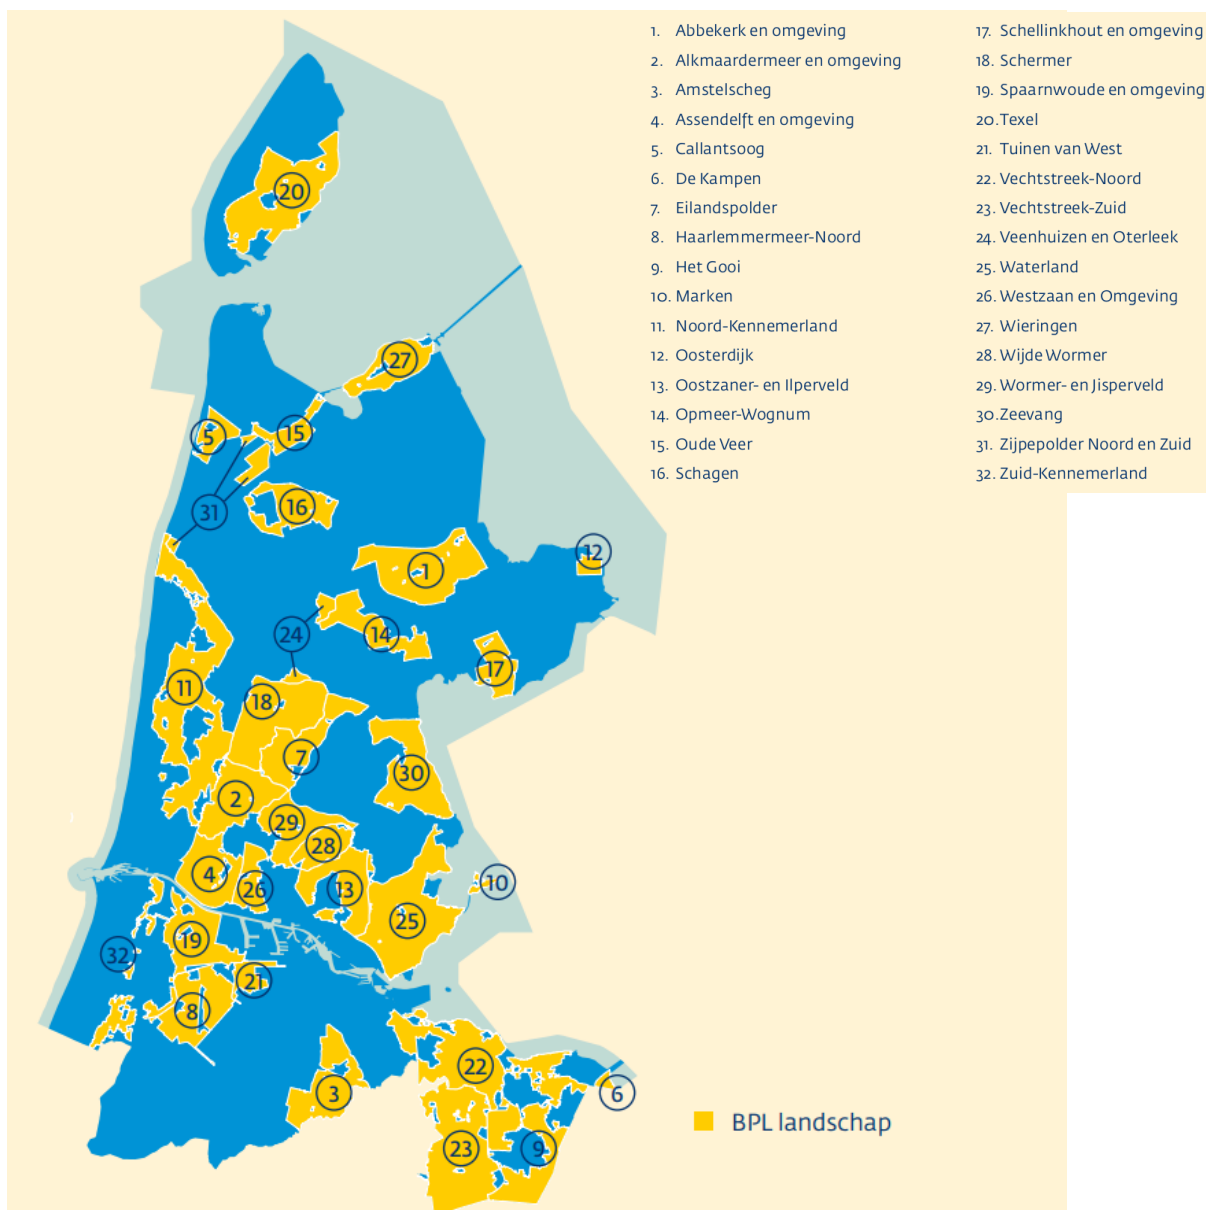 1. Abbekerk en omgeving
2. Alkmaardermeer en omgeving
3. Amstelscheg
4. Assendelft en omgeving
5. Callantsoog
6. De Kampen
7. Eilandspolder
8. Haarlemmermeer-Noord
9. Het Gooi
10. Marken
11. Noord-Kennemerland
12. Oosterdijk
13. Oostzaner- en Ilperveld
14. Opmeer-Wognum
15. Oude Veer
16. Schagen
17. Schellinkhout en omgeving
18. Schermer
19. Spaarnwoude en omgeving
20. Texel
21. Tuinen van West
22. Vechtstreek-Noord
23. Vechtstreek-Zuid
24. Veenhuizen en Oterleek
25. Waterland
26. Westzaan en Omgeving
27. Wieringen
28. Wijde Wormer
29. Wormer- en Jisperveld
30. Zeevang
31. Zijpepolder Noord en Zuid
32. Zuid-Kennemerland
20
27
5
15
16
31
12
1
24
14
17
11
18
7
30
2
29
28
4
26
13
10
25
19
32
21
8
22
3
6
23
9
BPL landschap